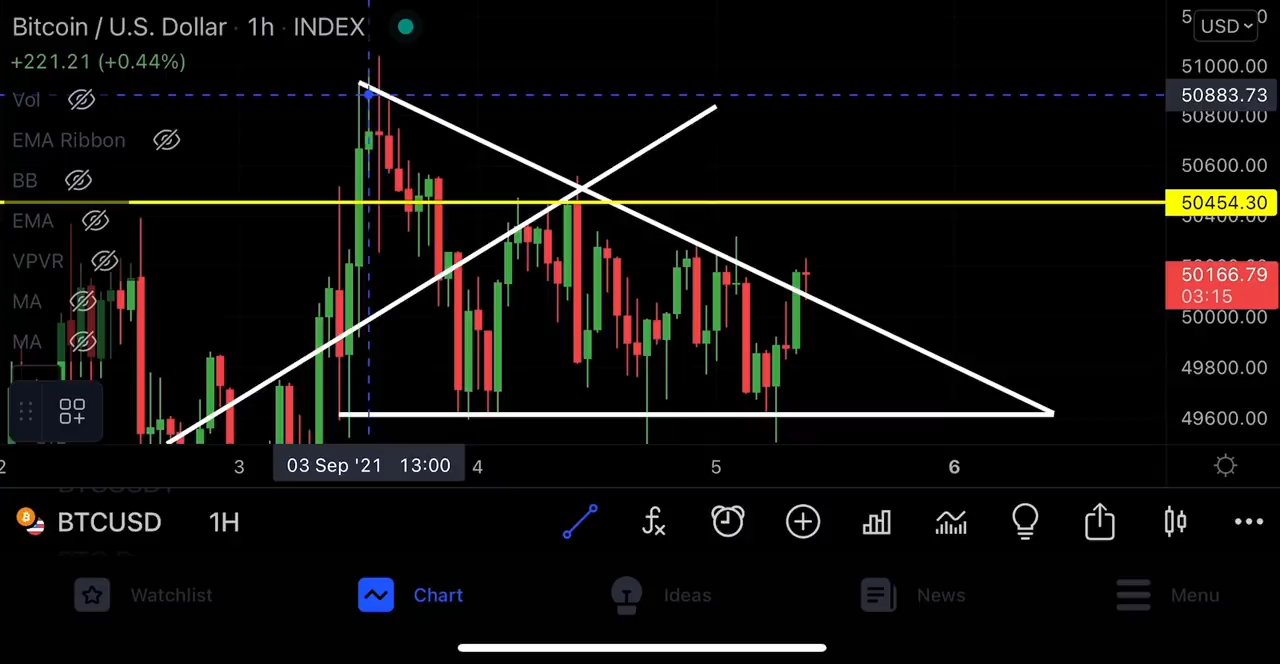 Bitcoin / U.S. Dollar · 1h · INDEX
+221.21 (+0.44%)
Vol
EMA Ribbon
BB
EMA
VPVR
MA
MA
USD
51000.00
50883.73
50800.00
50600.00
50454.30
50400.00
50166.79
03:15
50000.00
49800.00
49600.00
2
3
03 Sep '21 13:00
4
5
6
BTCUSD 1H
Watchlist
Chart
Ideas
News
Menu